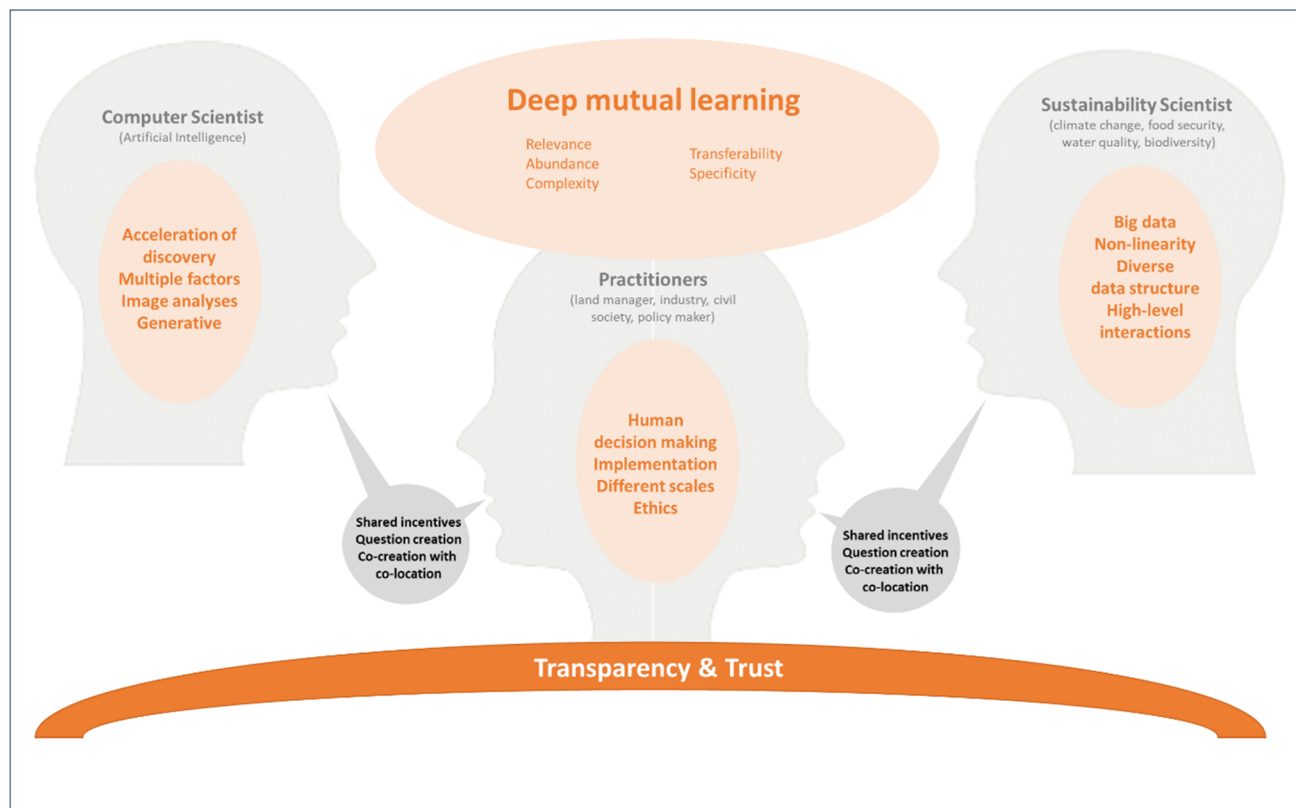 Deep mutual learning
Relevance
Abundance
Complexity
Transferability
Specificity
Computer Scientist
(Artificial Intelligence)
Acceleration of
discovery
Multiple factors
Image analyses
Generative
Sustainability Scientist
(climate change, food security,
water quality, biodiversity)
Big data
Non-linearity
Diverse
data structure
High-level
interactions
Practitioners
(land manager, industry, civil
society, policy maker)
Human
decision making
Implementation
Different scales
Ethics
Shared incentives
Question creation
Co-creation with
co-location
Shared incentives
Question creation
Co-creation with
co-location
Transparency & Trust